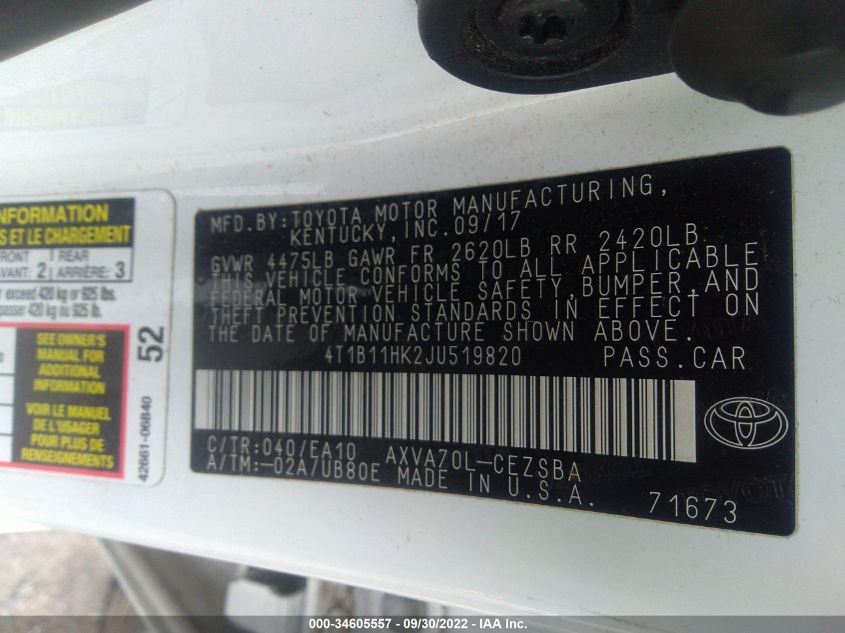 MFD.BY:TOYOTA MOTOR MANUFACTURING,
KENTUCKY, INC.09/17
GVWR 4475LB GAWR FR 2620LB RR 2420LB
THIS VEHICLE CONFORMS TO ALL APPLICABLE
FEDERAL MOTOR VEHICLE SAFETY,BUMPER,AND
THEFT PREVENTION STANDARDS IN EFFECT ON
THE DATE OF MANUFACTURE SHOWN ABOVE.
4T1B11HK2JU519820 PASS.CAR
C/TR:040/EA10 AXVA70L-CEZSBA
A/TM:-02A/UB80E MADE IN U.S.A.
71673
INFORMATION
S ET LE CHARGEMENT
FRONT REAR
AVANT: 2 ARRIÈRE: 3
exceed 420 kg or 925 lbs.
passer 420 kg ou 925 lb.
SEE OWNER'S
MANUAL FOR
ADDITIONAL
INFORMATION
VOIR LE MANUEL
DE L'USAGER
POUR PLUS DE
RENSEIGNEMENTS
52
42661-06B40
000-34605557 - 09/30/2022 - IAA Inc.